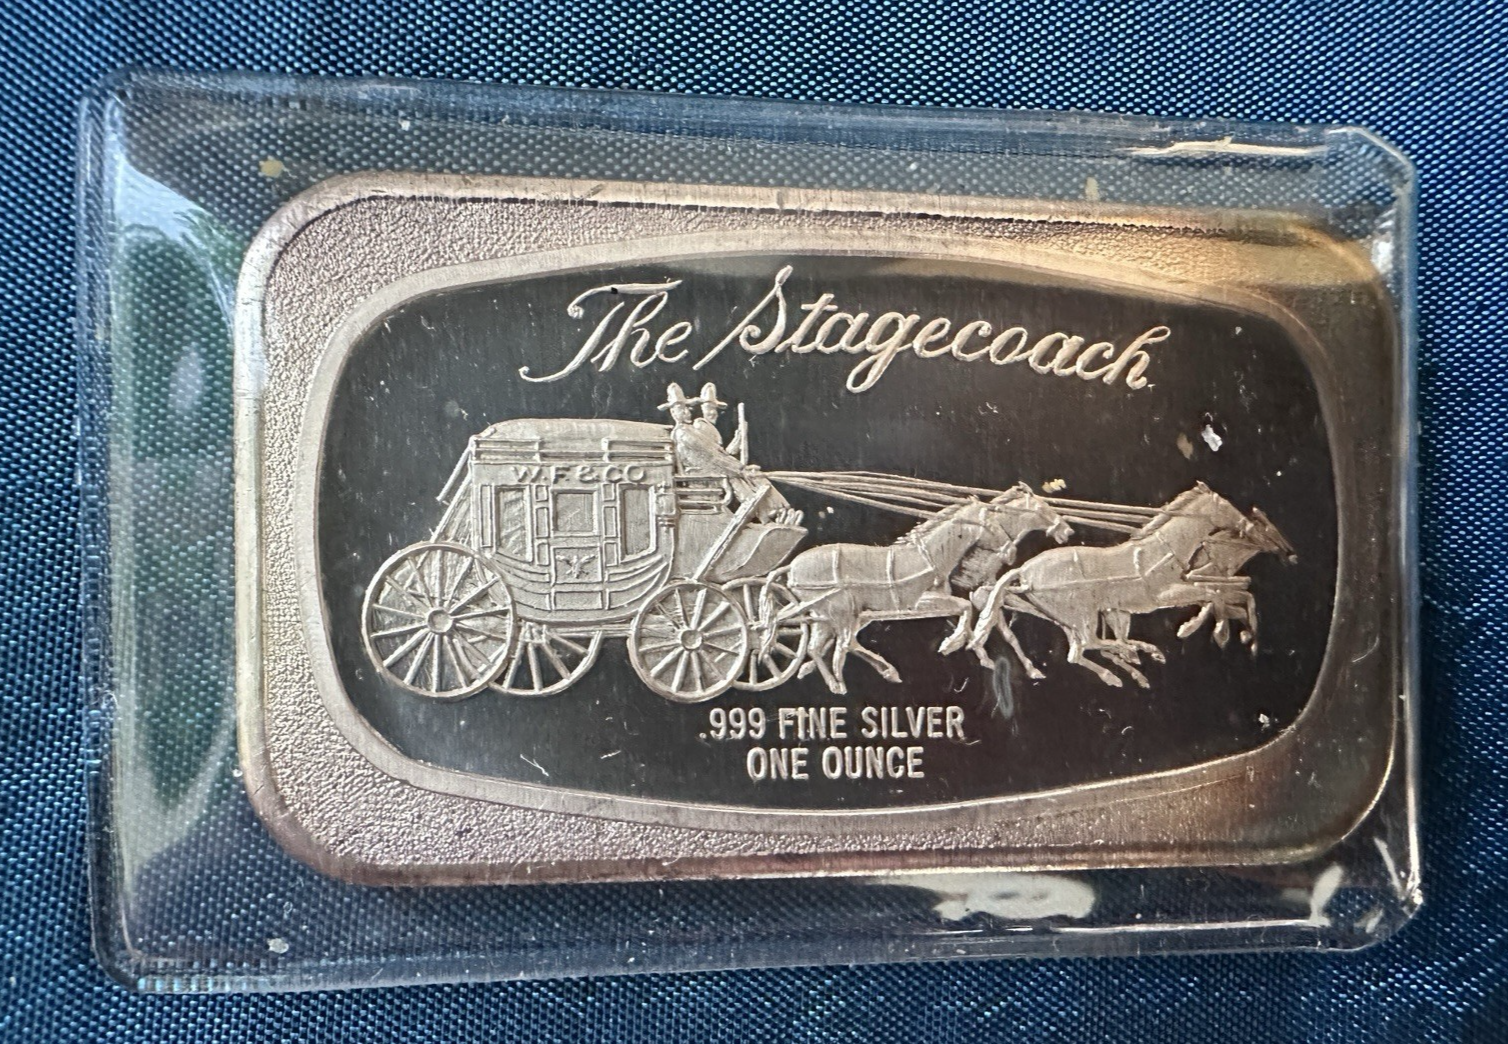 The Stagecoach
W.F.&CO
.999 FINE SILVER
ONE OUNCE